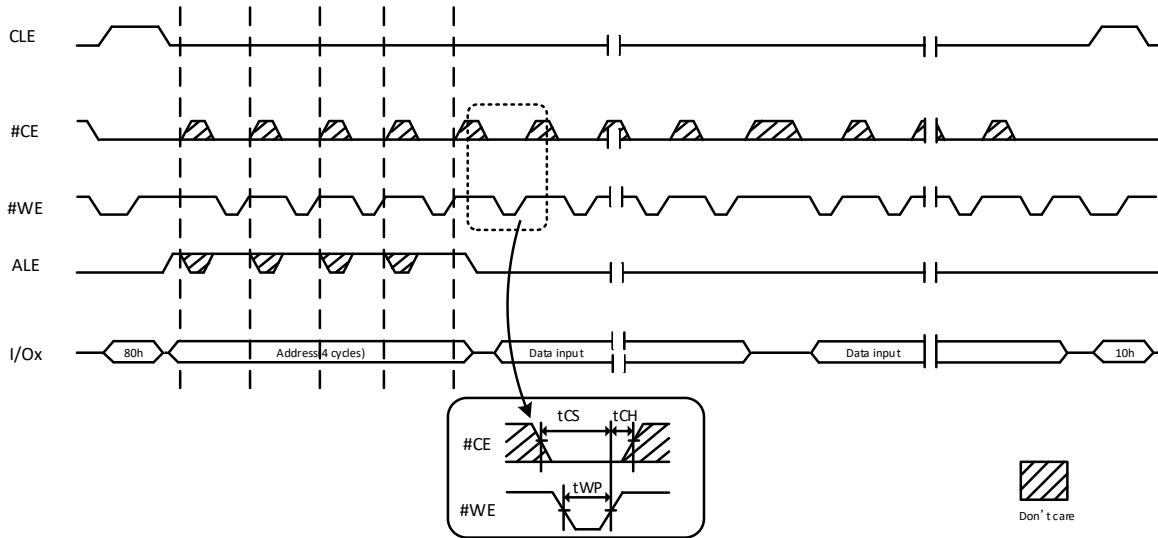 CLE
#CE
#WE
ALE
I/Ox
80h
Address(4 cycles)
Data input
Data input
10h
tCS
tCH
#CE
tWP
#WE
Don't care